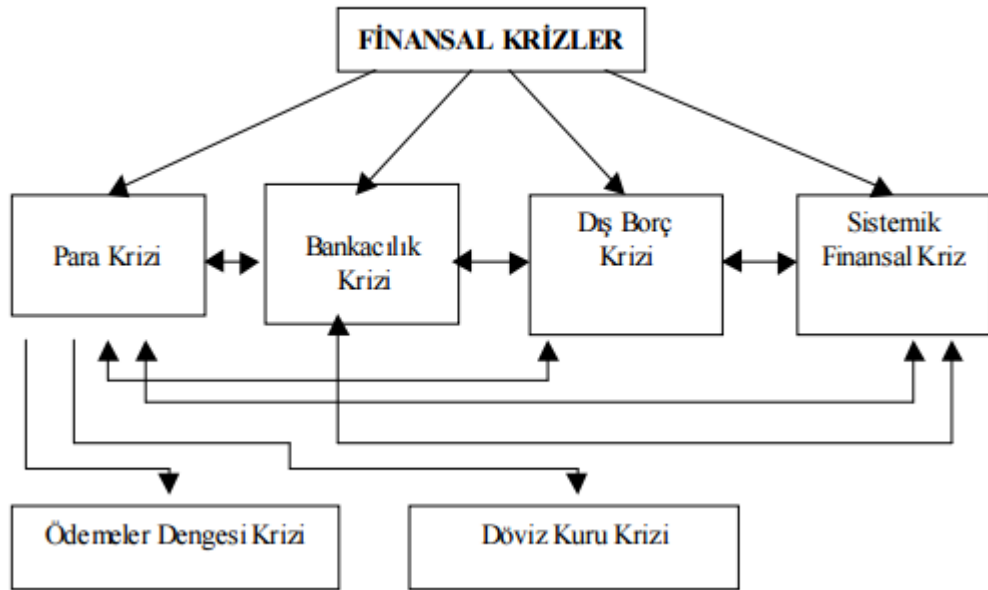 FİNANSAL KRİZLER
Para Krizi
Bankacılık
Krizi
Dış Borç
Krizi
Sistemik
Finansal Kriz
Ödemeler Dengesi Krizi
Döviz Kuru Krizi